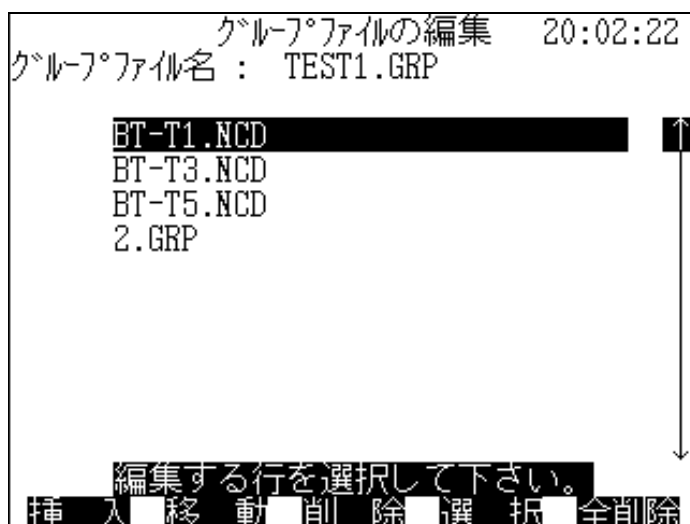 ｸﾞﾙｰﾌﾟﾌｧｲﾙの編集 20:02:22
ｸﾞﾙｰﾌﾟﾌｧｲﾙ名 : TEST1.GRP
BT-T1.NCD
BT-T3.NCD
BT-T5.NCD
2.GRP
編集する行を選択して下さい。
挿 入 移 動 削 除 選 択 全削除